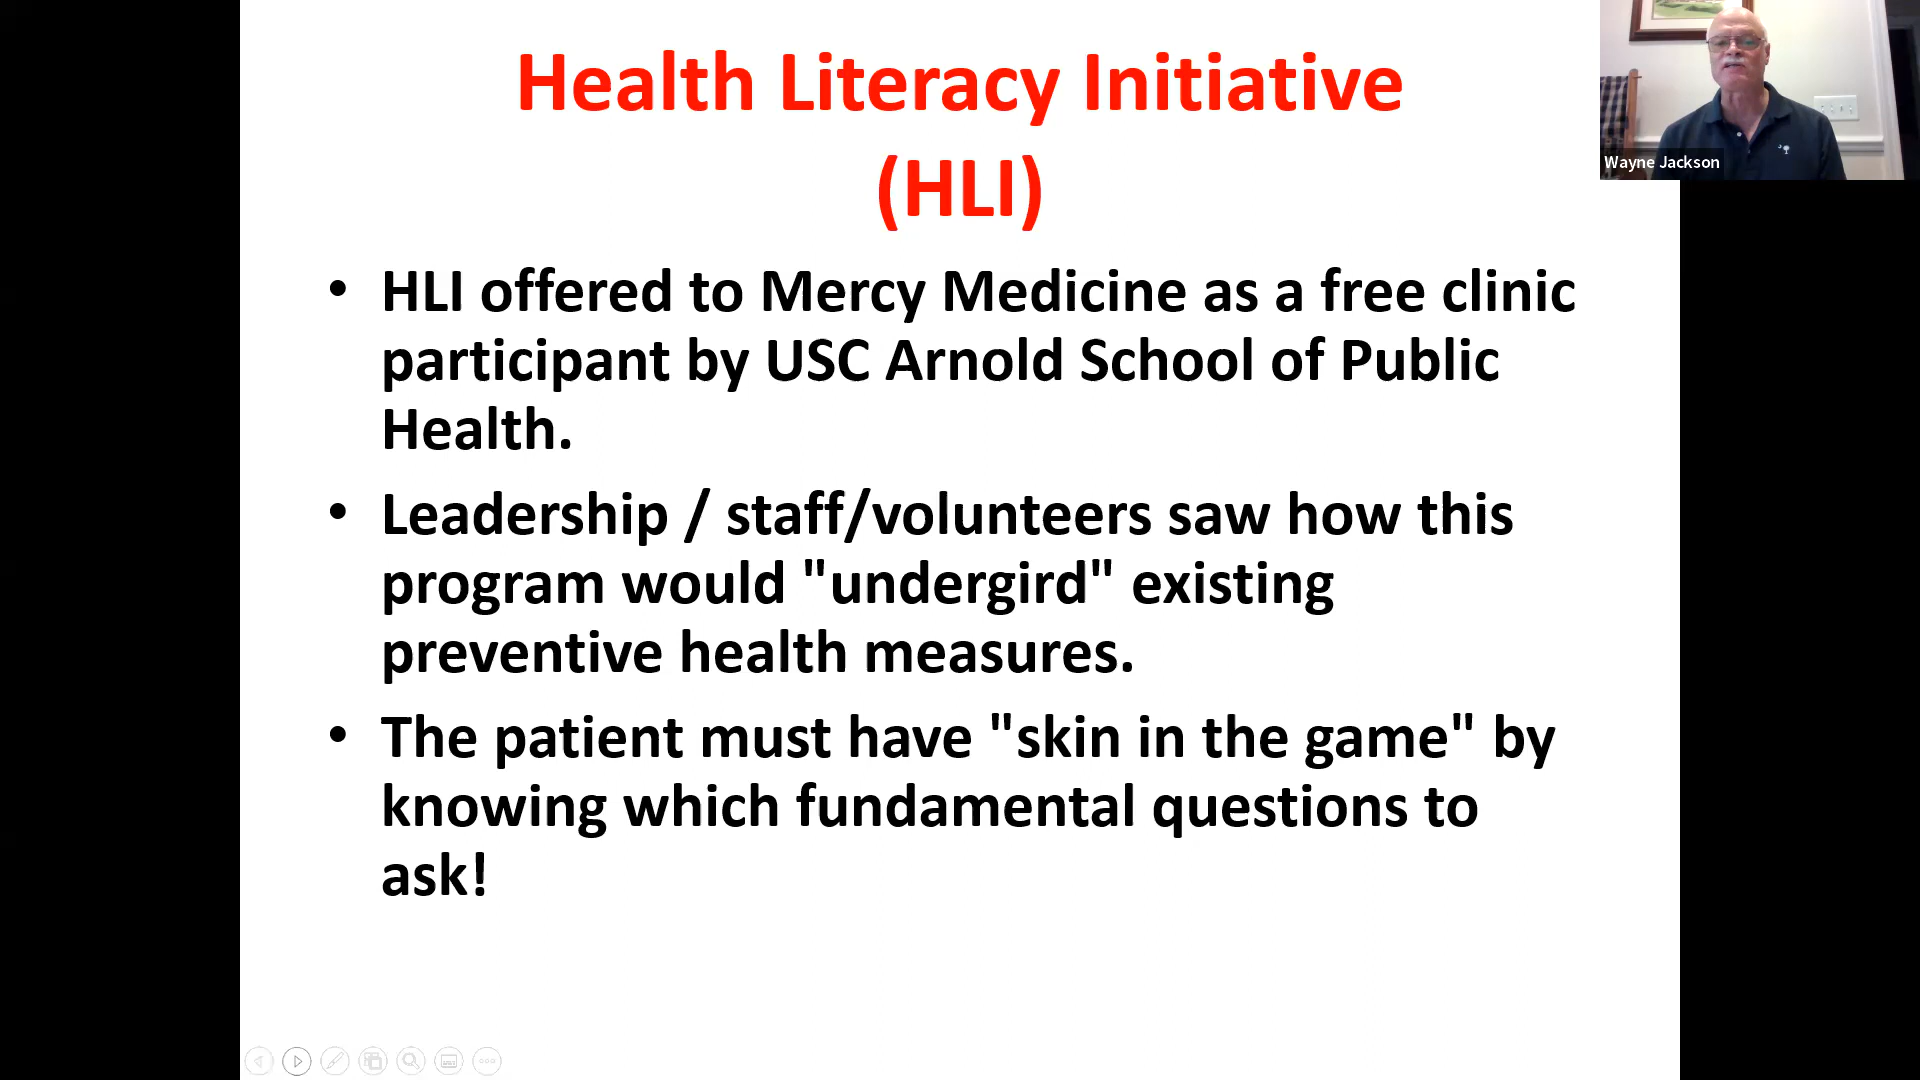 Health Literacy Initiative
(HLI)
Wayne Jackson
• HLI offered to Mercy Medicine as a free clinic
participant by USC Arnold School of Public
Health.
• Leadership / staff/volunteers saw how this
program would "undergird" existing
preventive health measures.
• The patient must have "skin in the game" by
knowing which fundamental questions to
ask!